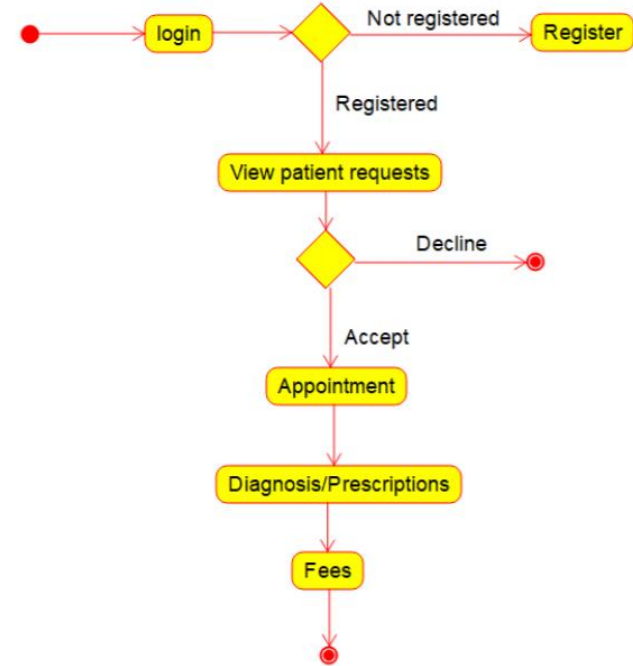 login
Not registered
Register
Registered
View patient requests
Decline
Accept
Appointment
Diagnosis/Prescriptions
Fees